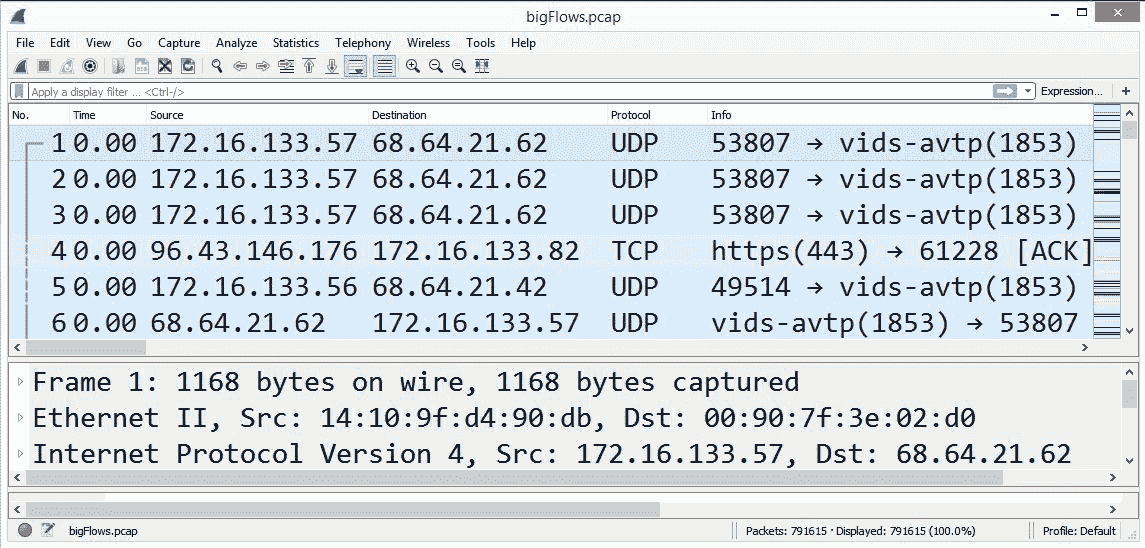 bigFlows.pcap
File Edit View Go Capture Analyze Statistics Telephony Wireless Tools Help
Apply a display filter ... <Ctrl-/> Expression... +
No. Time Source Destination Protocol Info
1 0.00 172.16.133.57 68.64.21.62 UDP 53807 → vids-avtp(1853)
2 0.00 172.16.133.57 68.64.21.62 UDP 53807 → vids-avtp(1853)
3 0.00 172.16.133.57 68.64.21.62 UDP 53807 → vids-avtp(1853)
4 0.00 96.43.146.176 172.16.133.82 TCP https(443) → 61228 [ACK]
5 0.00 172.16.133.56 68.64.21.42 UDP 49514 → vids-avtp(1853)
6 0.00 68.64.21.62 172.16.133.57 UDP vids-avtp(1853) → 53807
Frame 1: 1168 bytes on wire, 1168 bytes captured
Ethernet II, Src: 14:10:9f:d4:90:db, Dst: 00:90:7f:3e:02:d0
Internet Protocol Version 4, Src: 172.16.133.57, Dst: 68.64.21.62
bigFlows.pcap Packets: 791615 · Displayed: 791615 (100.0%) Profile: Default